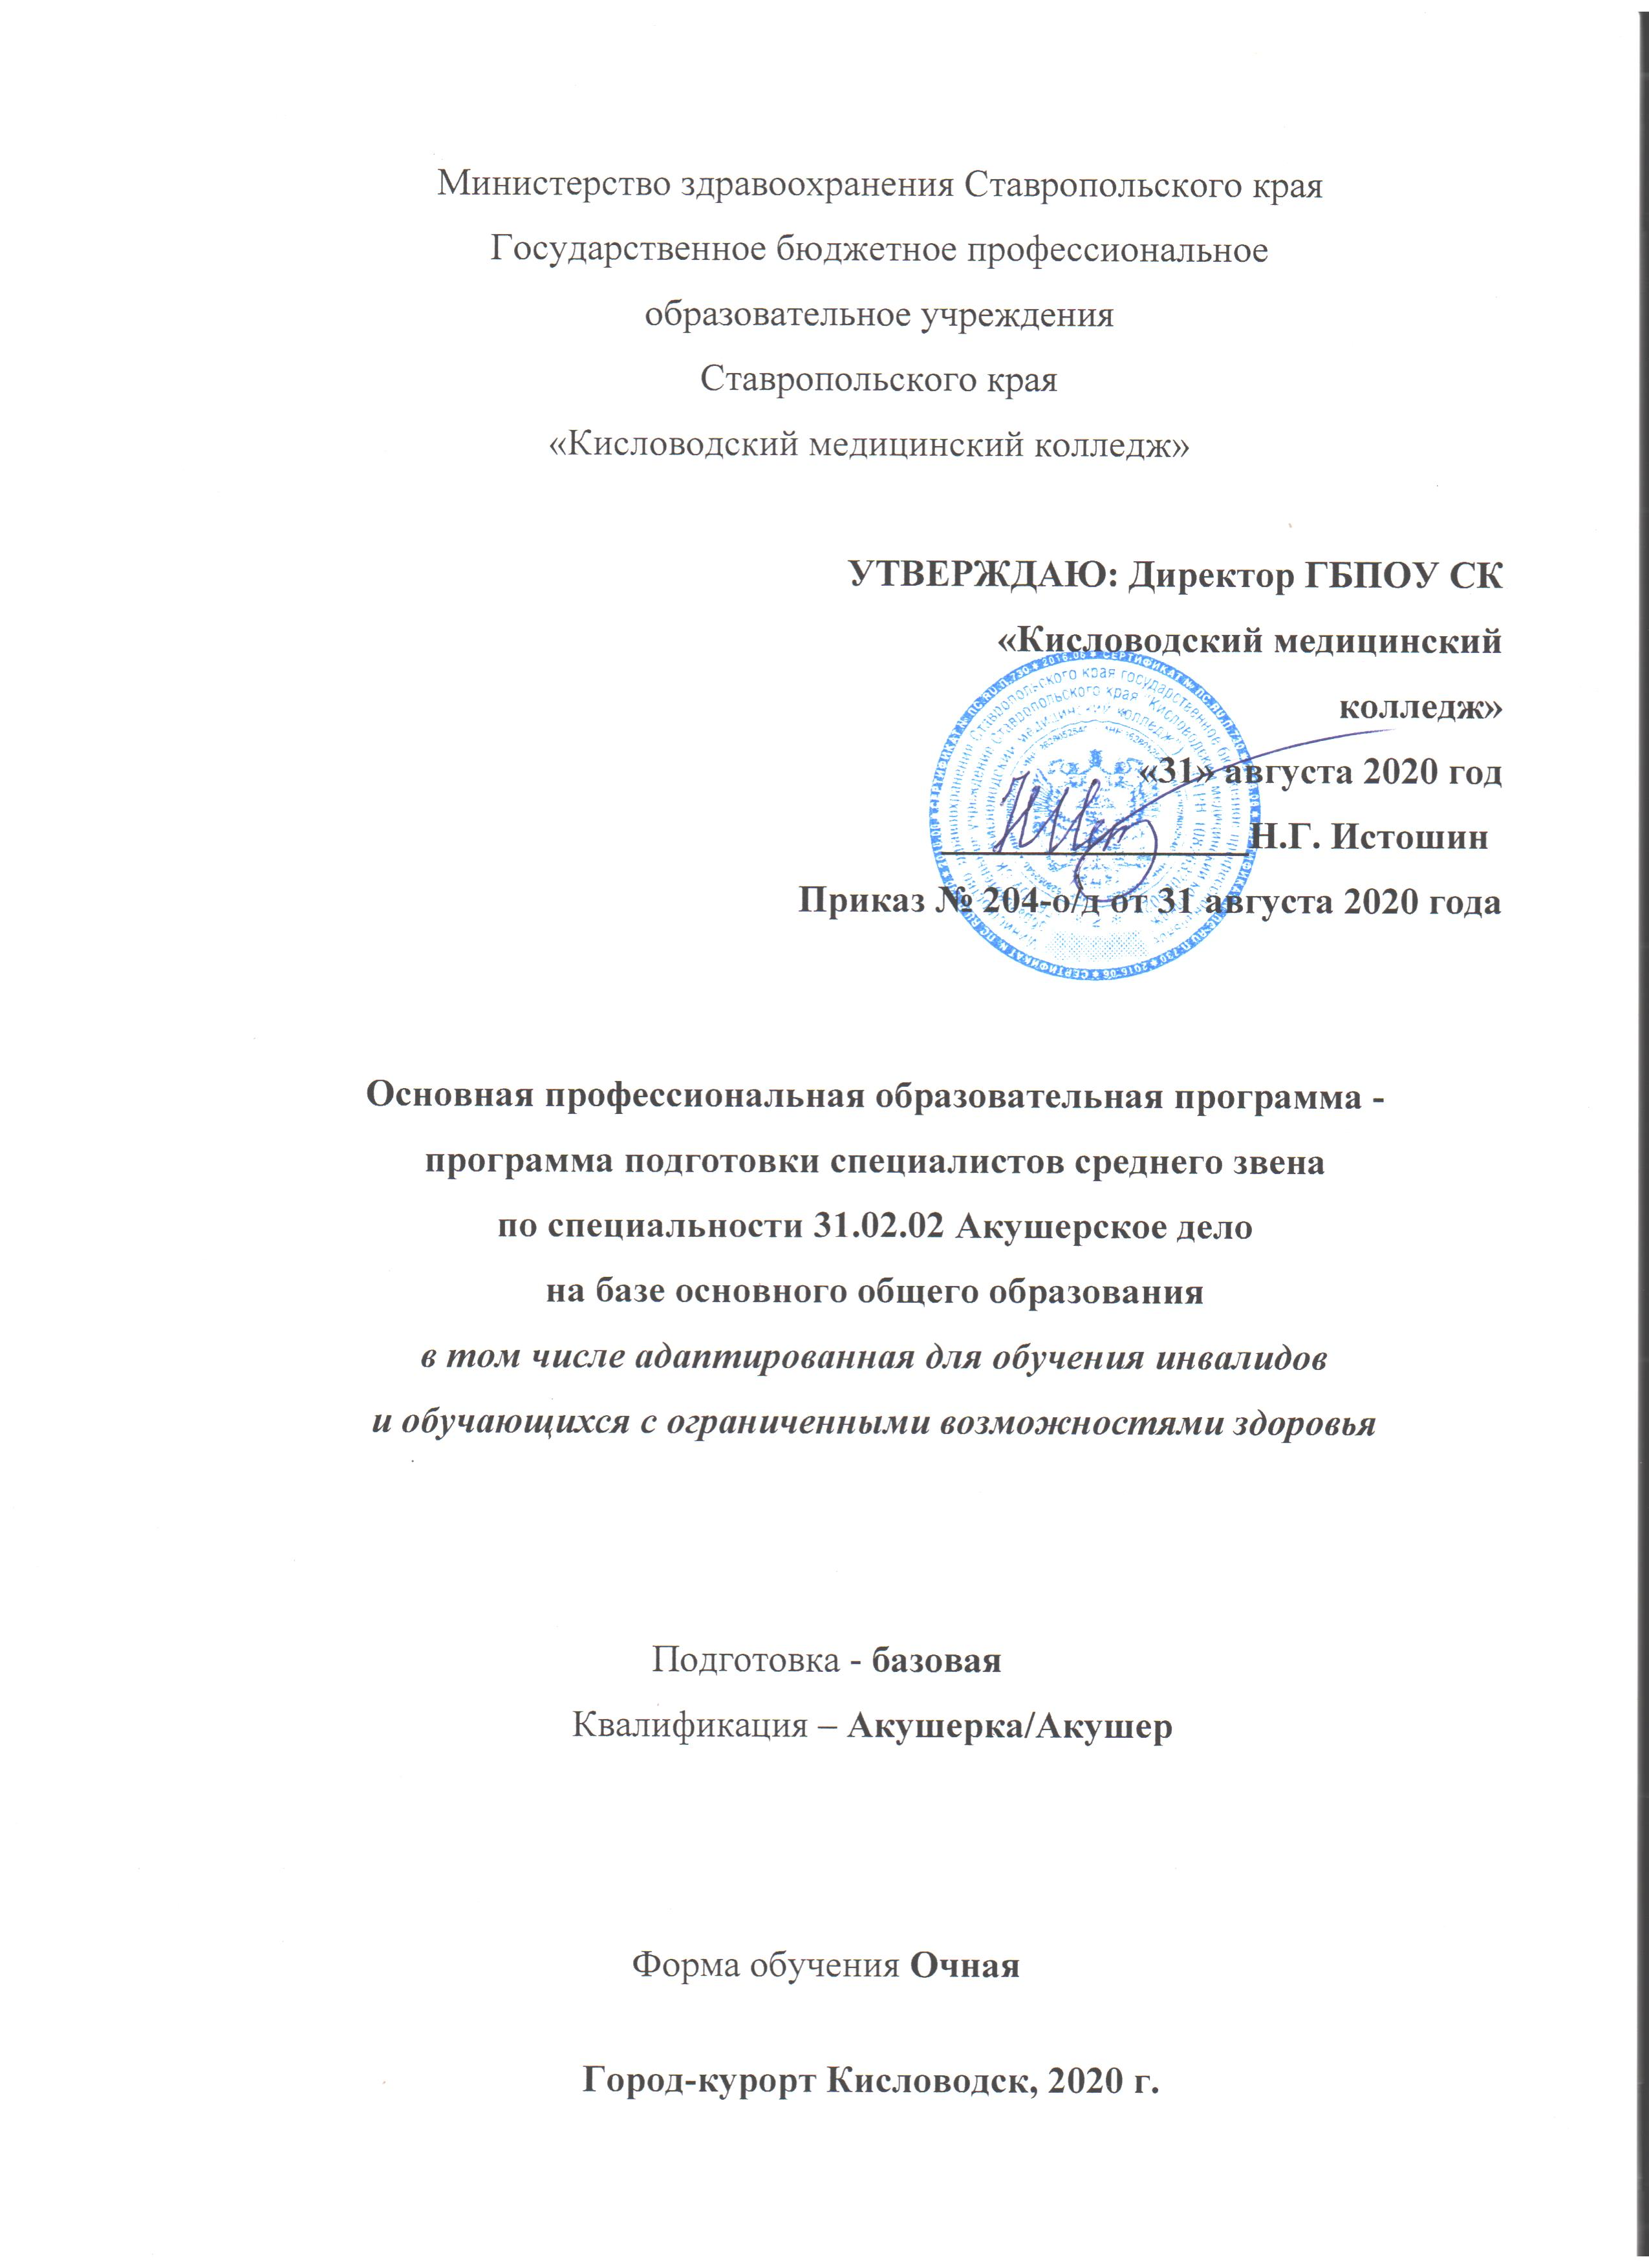 Министерство здравоохранения Ставропольского края
Государственное бюджетное профессиональное
образовательное учреждения
Ставропольского края
«Кисловодский медицинский колледж»
УТВЕРЖДАЮ: Директор ГБПОУ СК
«Кисловодский медицинский
колледж»
«31» августа 2020 год
Н.Г. Истошин
Приказ № 204-о/д от 31 августа 2020 года
Основная профессиональная образовательная программа -
программа подготовки специалистов среднего звена
по специальности 31.02.02 Акушерское дело
на базе основного общего образования
в том числе адаптированная для обучения инвалидов
и обучающихся с ограниченными возможностями здоровья
Подготовка - базовая
Квалификация – Акушерка/Акушер
Форма обучения Очная
Город-курорт Кисловодск, 2020 г.